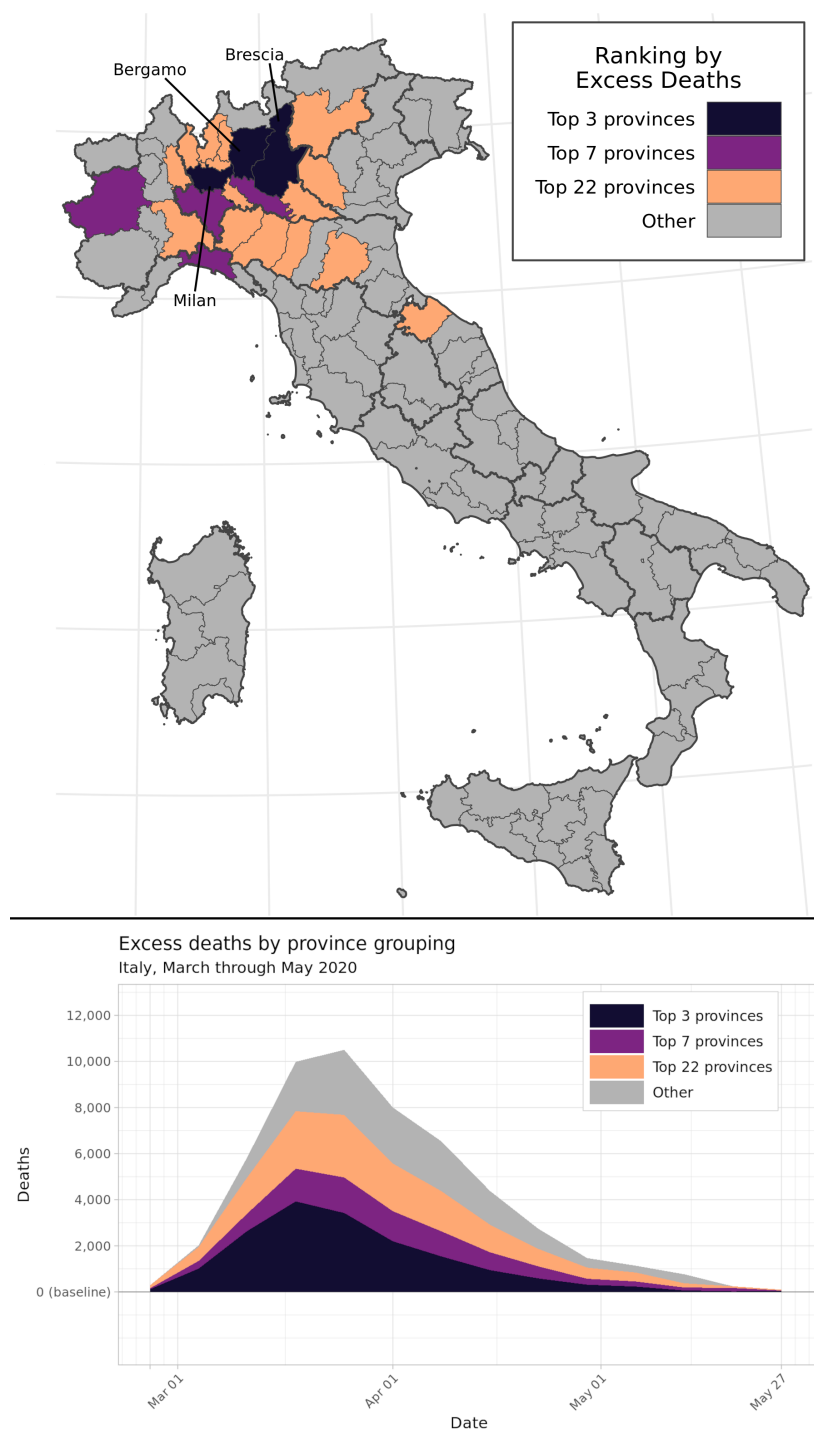 Brescia
Bergamo
Milan
Ranking by
Excess Deaths
Top 3 provinces
Top 7 provinces
Top 22 provinces
Other
Excess deaths by province grouping
Italy, March through May 2020
12,000
10,000
8,000
6,000
4,000
2,000
0 (baseline)
Deaths
Top 3 provinces
Top 7 provinces
Top 22 provinces
Other
Mar 01
Apr 01
May 01
May 27
Date